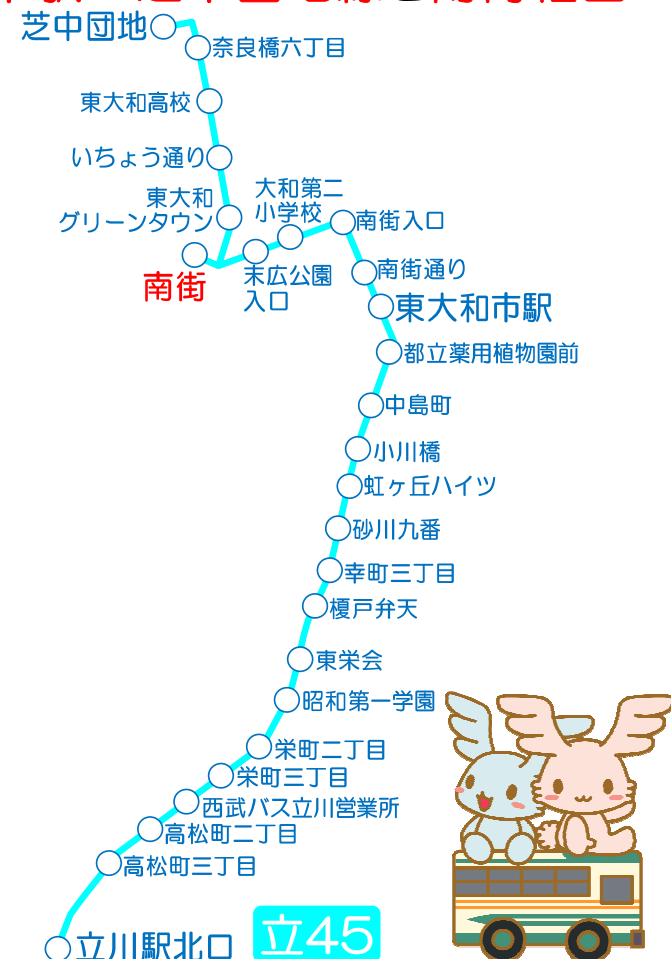 芝中団地
奈良橋六丁目
東大和高校
いちょう通り
東大和
グリーンタウン
南街
末広公園
入口
大和第二
小学校
南街入口
南街通り
東大和市駅
都立薬用植物園前
中島町
小川橋
虹ヶ丘ハイツ
砂川九番
幸町三丁目
榎戸弁天
東栄会
昭和第一学園
栄町二丁目
栄町三丁目
西武バス立川営業所
高松町二丁目
高松町三丁目
立川駅北口
立45